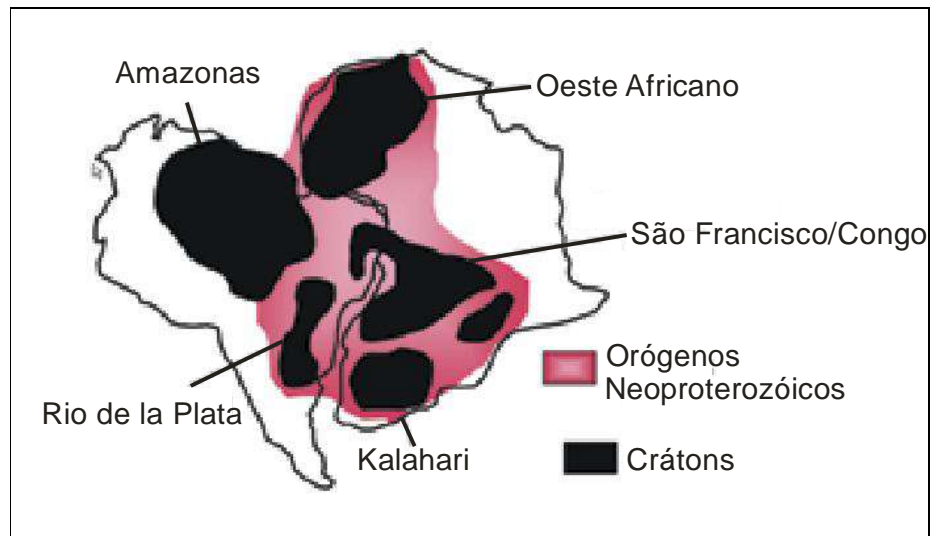 Amazonas
Oeste Africano
São Francisco/Congo
Orógenos
Neoproterozóicos
Rio de la Plata
Kalahari
Crátons